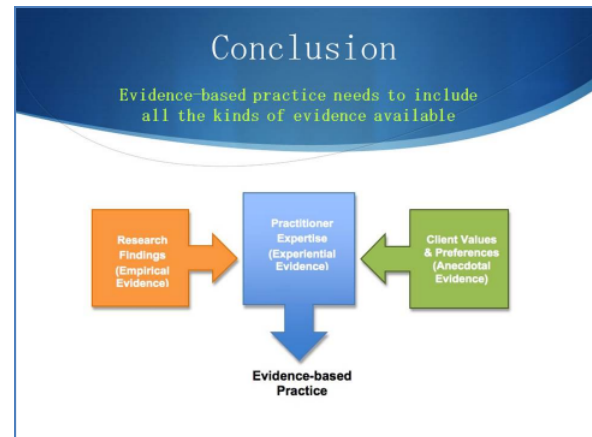 Conclusion
Evidence-based practice needs to include
all the kinds of evidence available
Research
Findings
(Empirical
Evidence)
Practitioner
Expertise
(Experiential
Evidence)
Client Values
& Preferences
(Anecdotal
Evidence)
Evidence-based
Practice